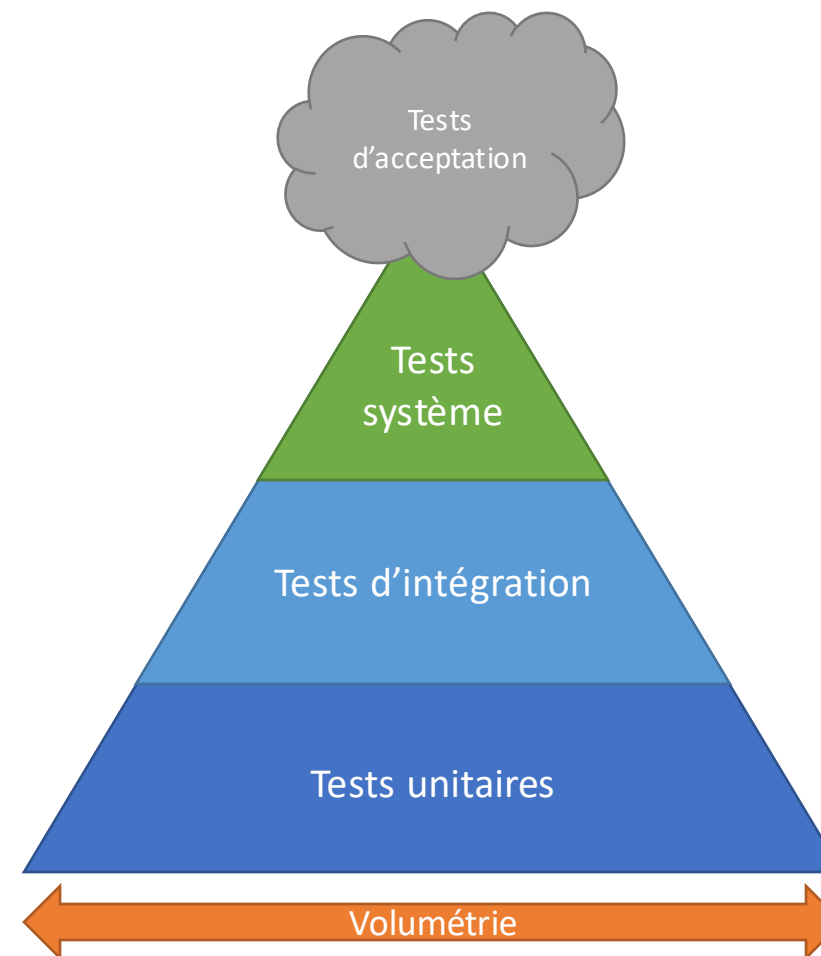 Tests
d’acceptation
Tests
système
Tests d’intégration
Tests unitaires
Volumétrie